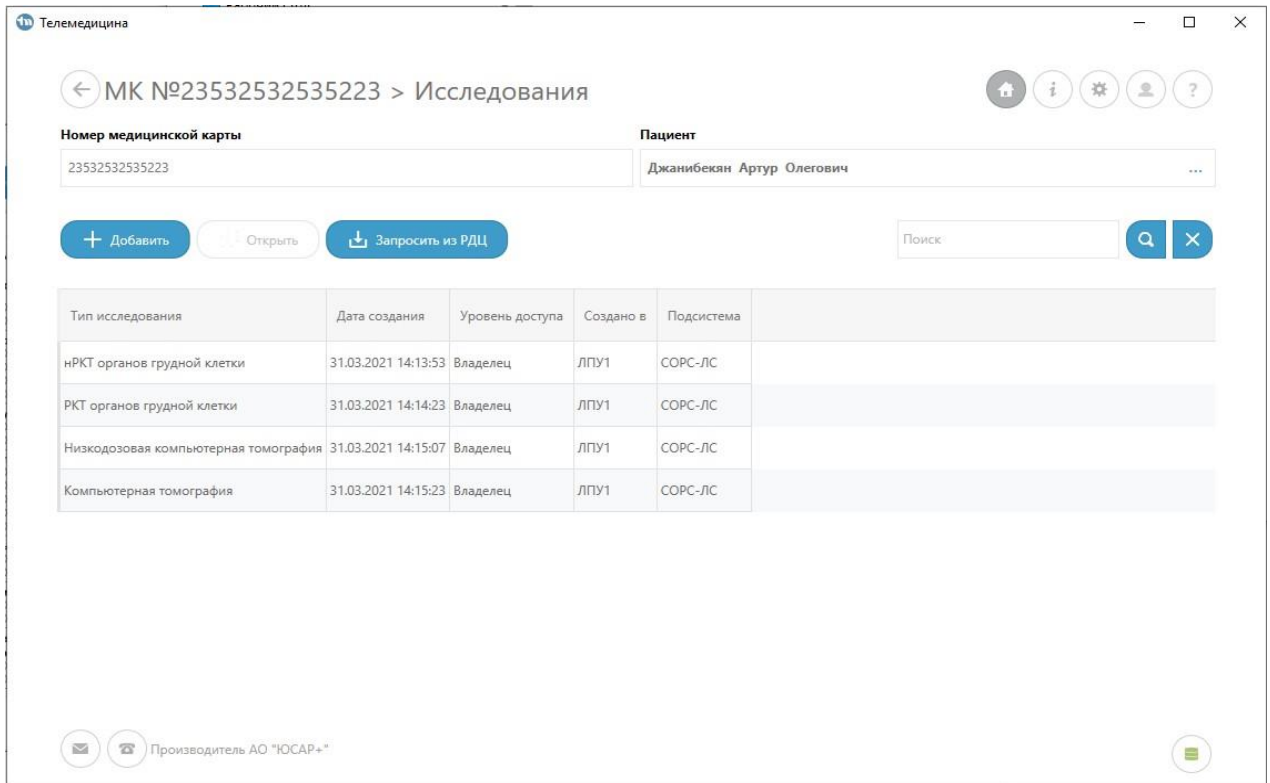 Телемедицина
МК №23532532535223 > Исследования
Номер медицинской карты
Пациент
23532532535223
Джанибекян Артур Олегович ...
Добавить
Открыть
Запросить из РДЦ
Поиск
Тип исследования Дата создания Уровень доступа Создано в Подсистема
нРКТ органов грудной клетки 31.03.2021 14:13:53 Владелец ЛПУ1 СОРС-ЛС
РКТ органов грудной клетки 31.03.2021 14:14:23 Владелец ЛПУ1 СОРС-ЛС
Низкодозовая компьютерная томография 31.03.2021 14:15:07 Владелец ЛПУ1 СОРС-ЛС
Компьютерная томография 31.03.2021 14:15:23 Владелец ЛПУ1 СОРС-ЛС
Производитель АО "ЮСАР+"